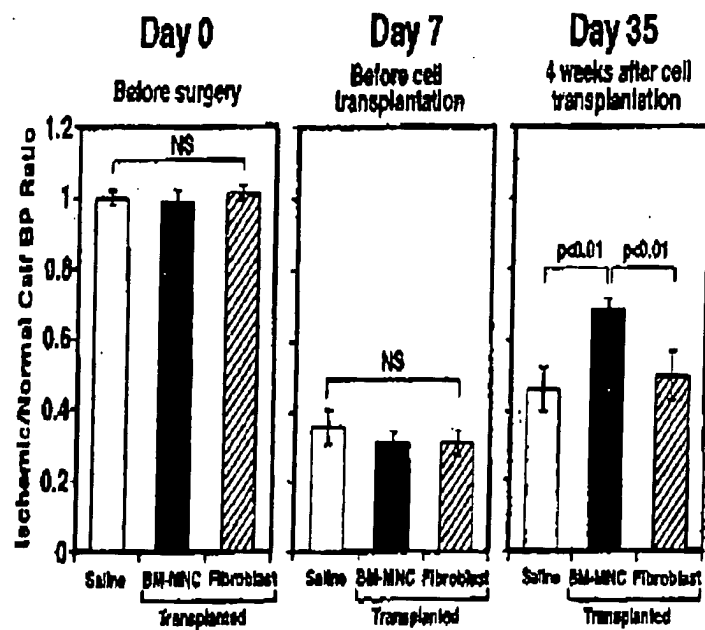 Day 0
Before surgery
Day 7
Before cell
transplantation
Day 35
4 weeks after cell
transplantation
Ischemic/Normal Calf BP Ratio
1.2
1
0.8
0.6
0.4
0.2
0
NS
NS
p<0.01 p<0.01
Saline BM-MNC Fibroblast
Transplanted
Saline BM-MNC Fibroblast
Transplanted
Saline BM-MNC Fibroblast
Transplanted